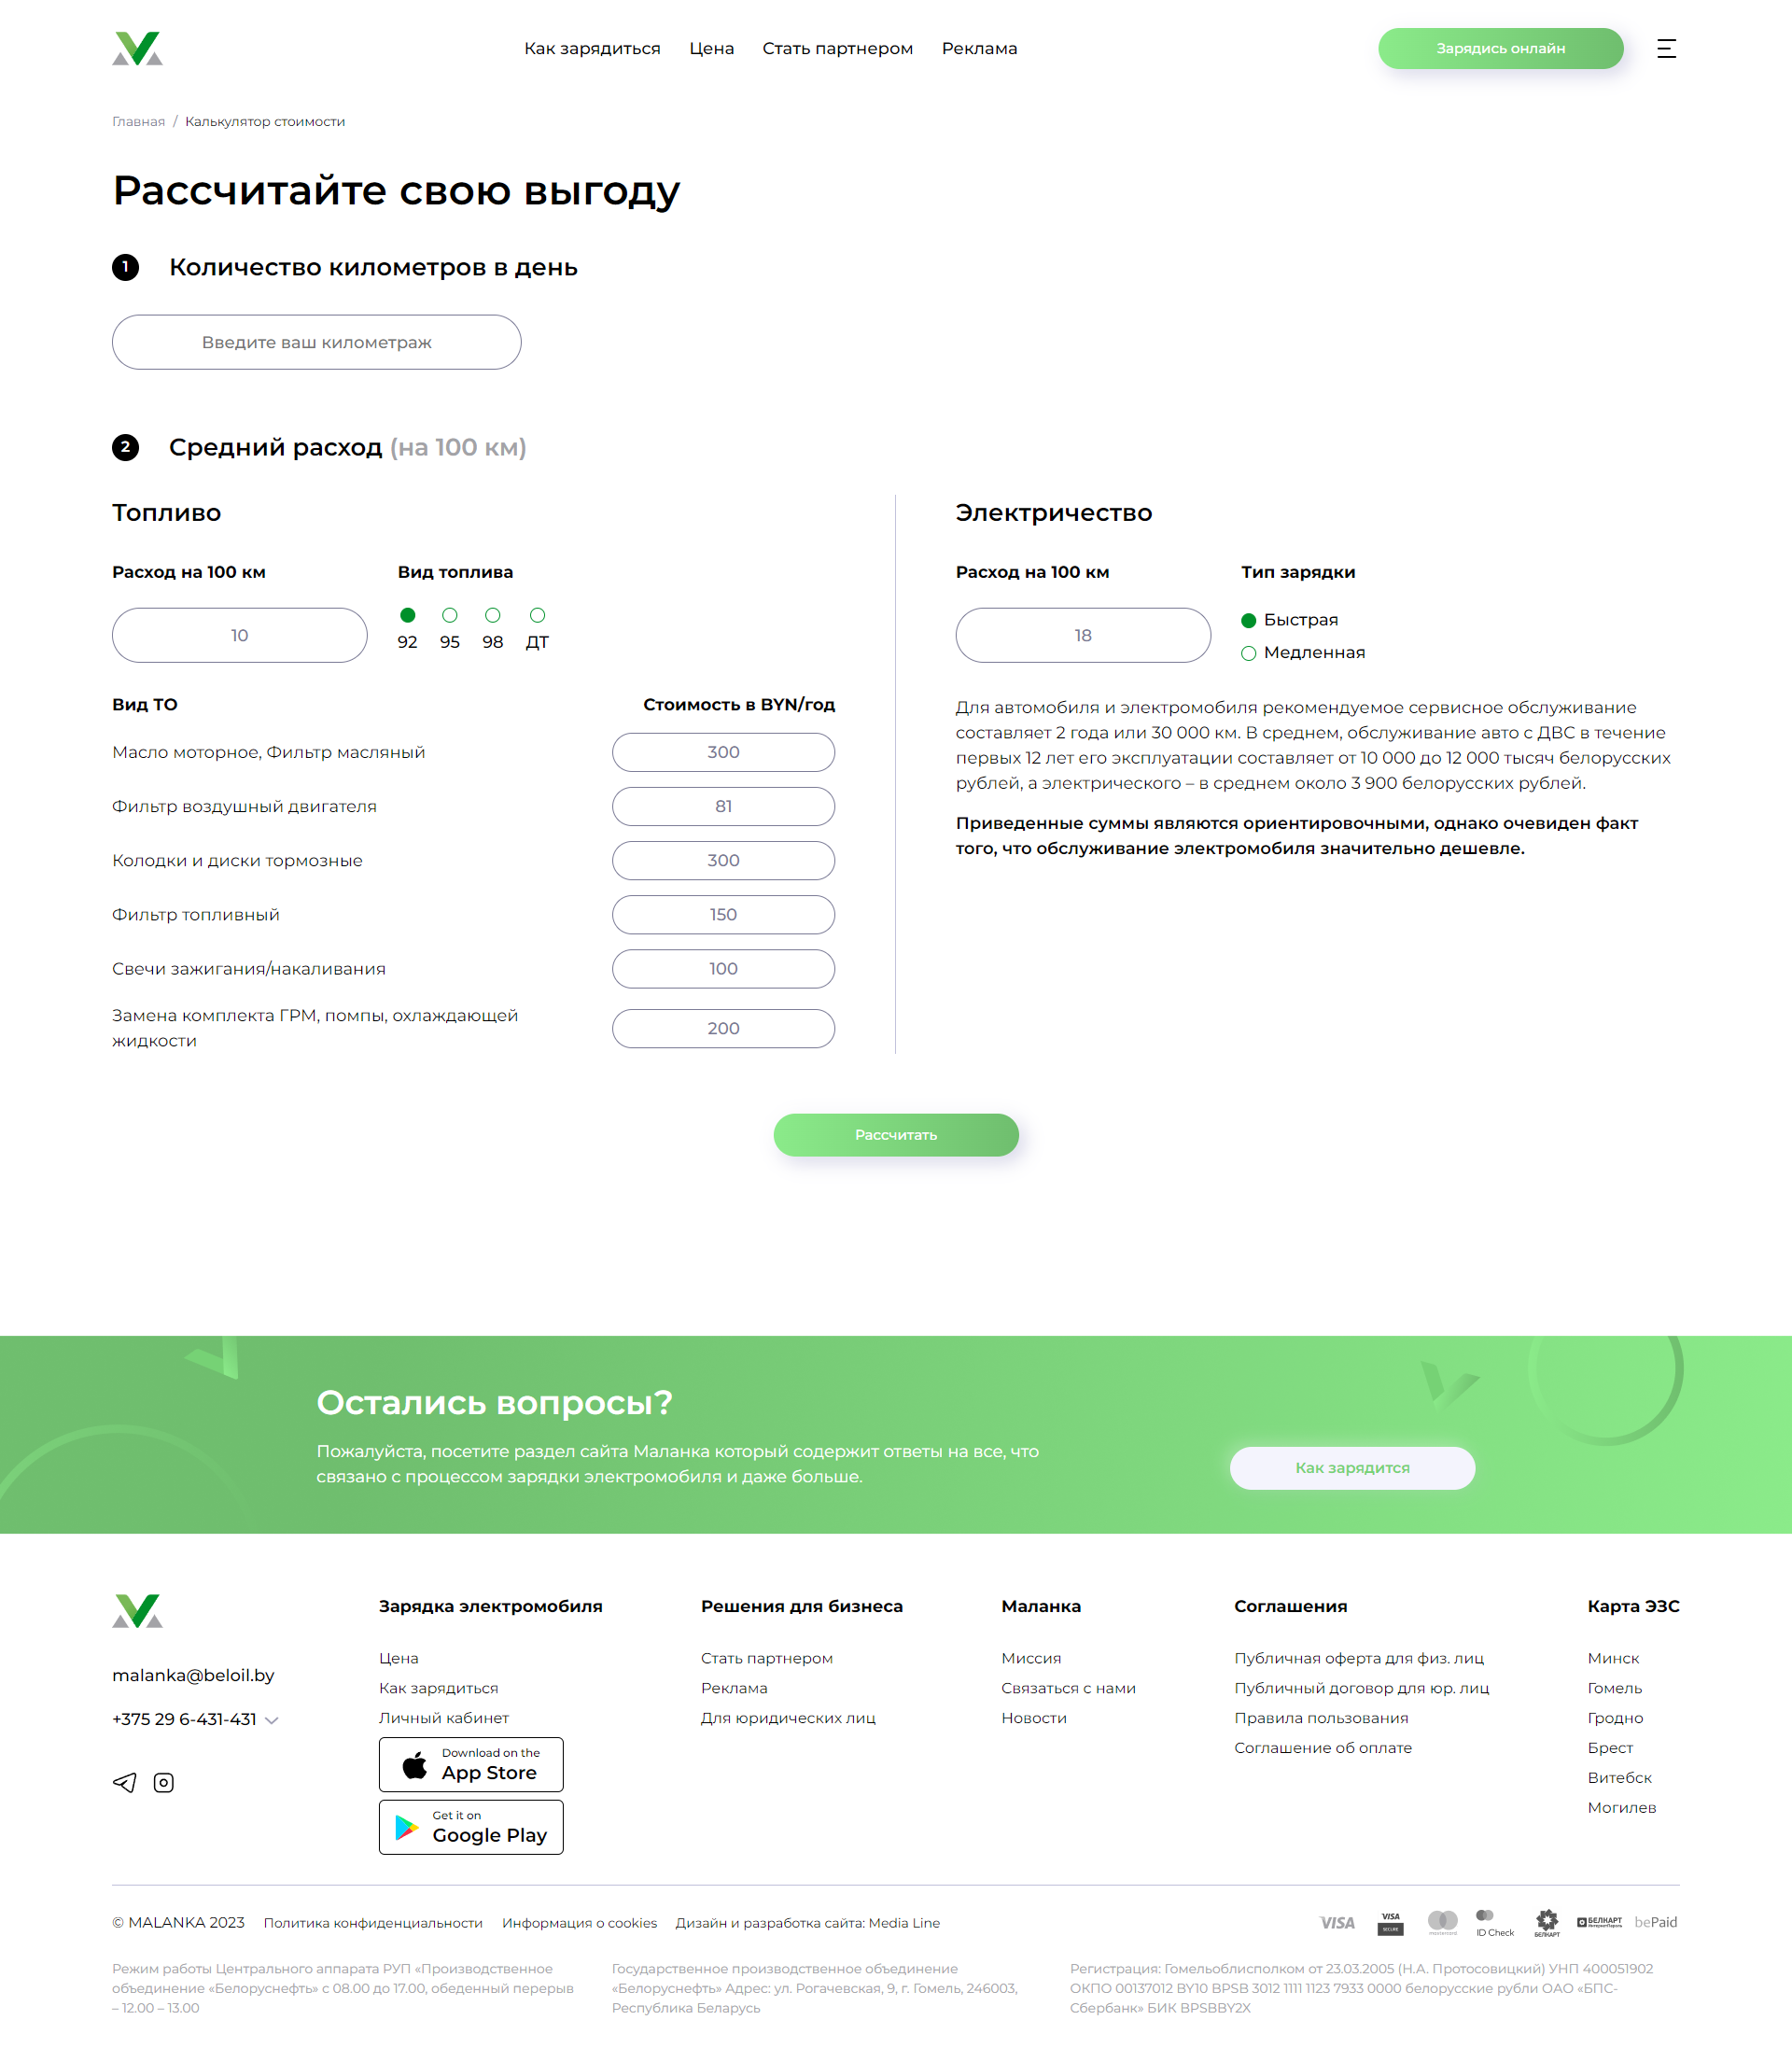 Как зарядиться
Цена
Стать партнером
Реклама
Зарядись онлайн
Главная / Калькулятор стоимости
Рассчитайте свою выгоду
1 Количество километров в день
Введите ваш километраж
2 Средний расход (на 100 км)
Топливо
Расход на 100 км
Вид топлива
10
92 95 98 ДТ
Вид ТО
Стоимость в BYN/год
Масло моторное, Фильтр масляный
300
Фильтр воздушный двигателя
81
Колодки и диски тормозные
300
Фильтр топливный
150
Свечи зажигания/накаливания
100
Замена комплекта ГРМ, помпы, охлаждающей
жидкости
200
Электричество
Расход на 100 км
Тип зарядки
18
Быстрая
Медленная
Для автомобиля и электромобиля рекомендуемое сервисное обслуживание
составляет 2 года или 30 000 км. В среднем, обслуживание авто с ДВС в течение
первых 12 лет его эксплуатации составляет от 10 000 до 12 000 тысяч белорусских
рублей, а электрического – в среднем около 3 900 белорусских рублей.
Приведенные суммы являются ориентировочными, однако очевиден факт
того, что обслуживание электромобиля значительно дешевле.
Рассчитать
Остались вопросы?
Пожалуйста, посетите раздел сайта Маланка который содержит ответы на все, что
связано с процессом зарядки электромобиля и даже больше.
Как зарядится
malanka@beloil.by
+375 29 6-431-431
Зарядка электромобиля
Цена
Как зарядиться
Личный кабинет
Download on the
App Store
Get it on
Google Play
Решения для бизнеса
Стать партнером
Реклама
Для юридических лиц
Маланка
Миссия
Связаться с нами
Новости
Соглашения
Публичная оферта для физ. лиц
Публичный договор для юр. лиц
Правила пользования
Соглашение об оплате
Карта ЭЗС
Минск
Гомель
Гродно
Брест
Витебск
Могилев
© MALANKA 2023
Политика конфиденциальности
Информация о cookies
Дизайн и разработка сайта: Media Line
VISA
VISA
SECURE
mastercard
ID Check
БЕЛКАРТ
БЕЛКАРТ
ИнтернетПароль
bePaid
Режим работы Центрального аппарата РУП «Производственное
объединение «Белоруснефть» с 08.00 до 17.00, обеденный перерыв
– 12.00 – 13.00
Государственное производственное объединение
«Белоруснефть» Адрес: ул. Рогачевская, 9, г. Гомель, 246003,
Республика Беларусь
Регистрация: Гомельоблисполком от 23.03.2005 (Н.А. Протосовицкий) УНП 400051902
ОКПО 00137012 BY10 BPSB 3012 1111 1123 7933 0000 белорусские рубли ОАО «БПС-
Сбербанк» БИК BPSBBY2X